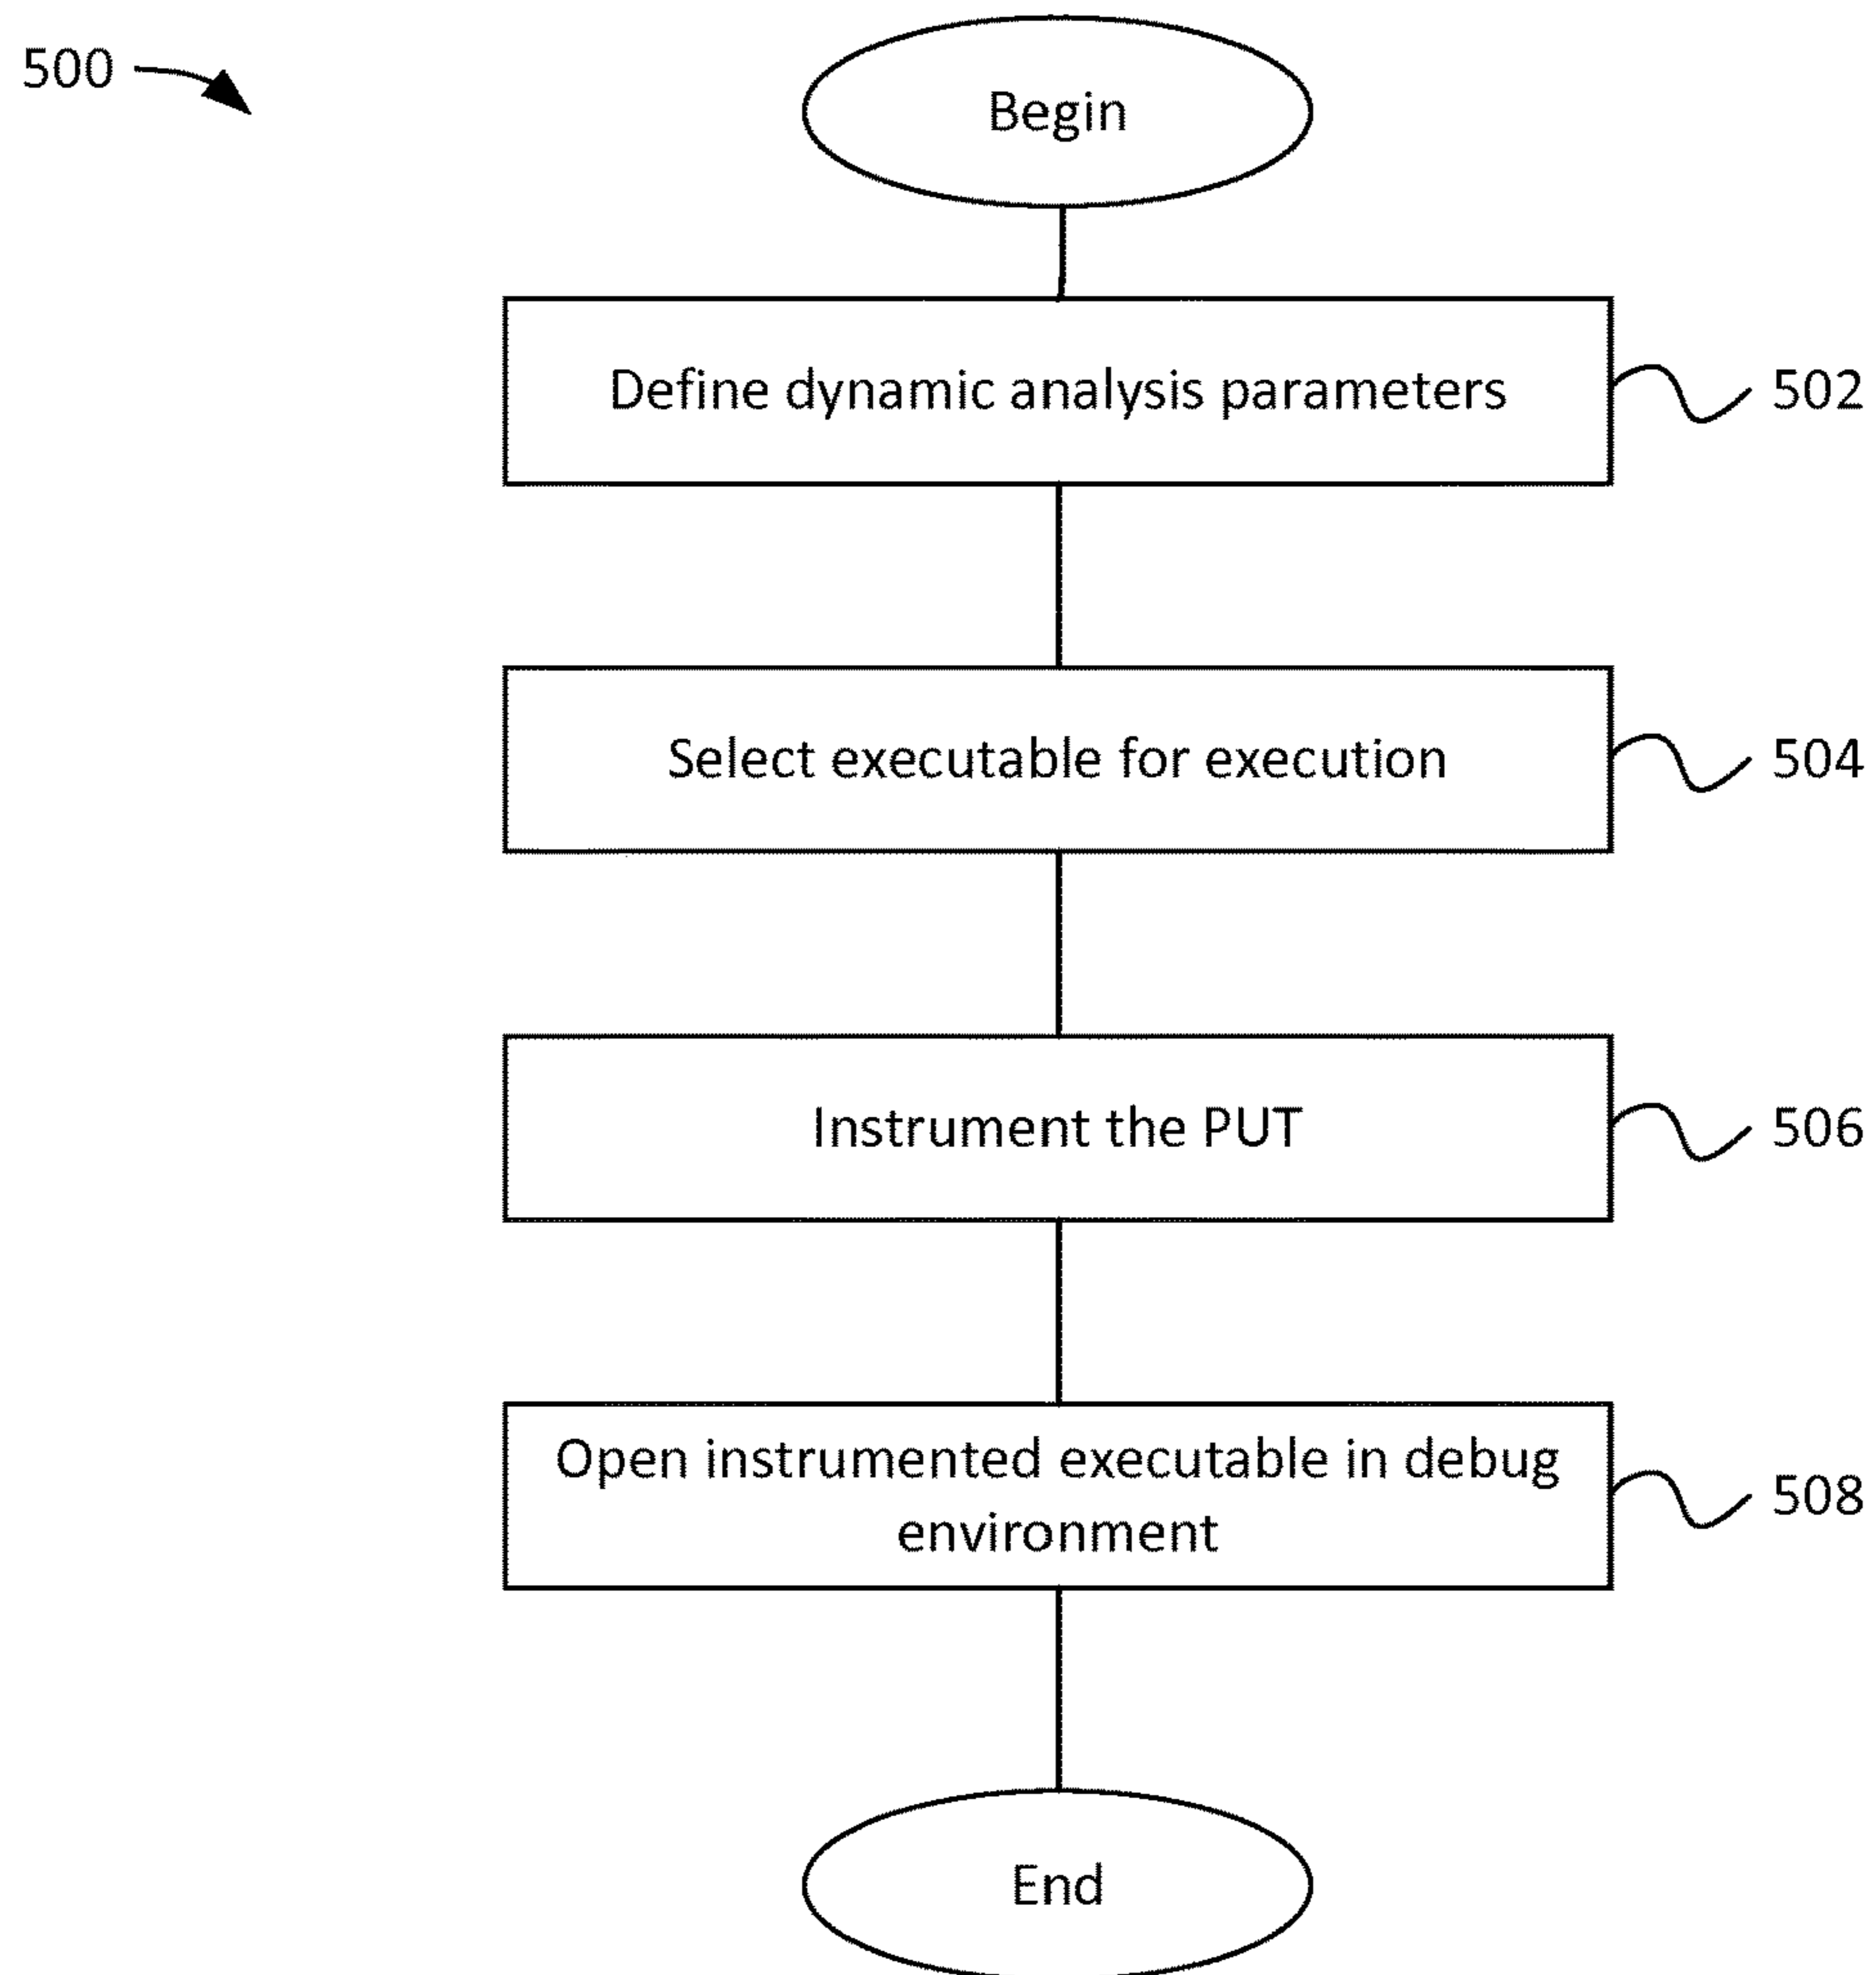 500
Begin
Define dynamic analysis parameters
502
Select executable for execution
504
Instrument the PUT
506
Open instrumented executable in debug
environment
508
End